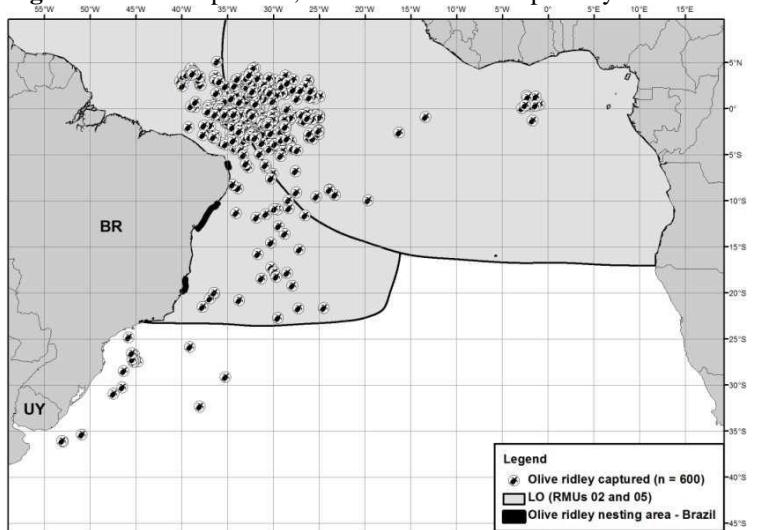 55°W 50°W 45°W 40°W 35°W 30°W 25°W 20°W 15°W 10°W 5°W 0° 5°E 10°E 15°E
5°N
0°
5°S
10°S
BR
15°S
20°S
25°S
30°S
UY
35°S
Legend
Olive ridley captured (n = 600)
40°S
LO (RMUs 02 and 05)
Olive ridley nesting area - Brazil
45°S